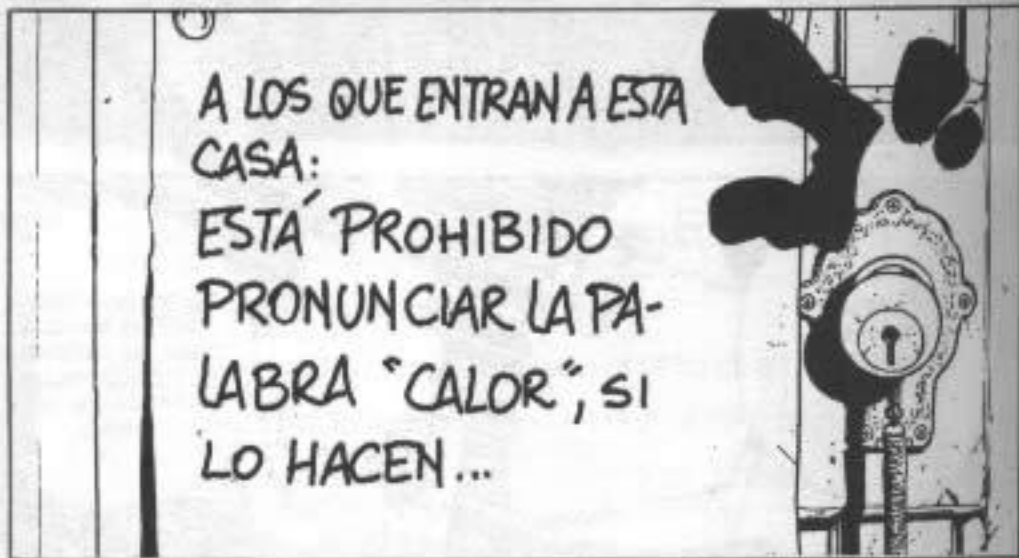 A LOS QUE ENTRAN A ESTA
CASA:
ESTÁ PROHIBIDO
PRONUNCIAR LA PA-
LABRA "CALOR", SI
LO HACEN...